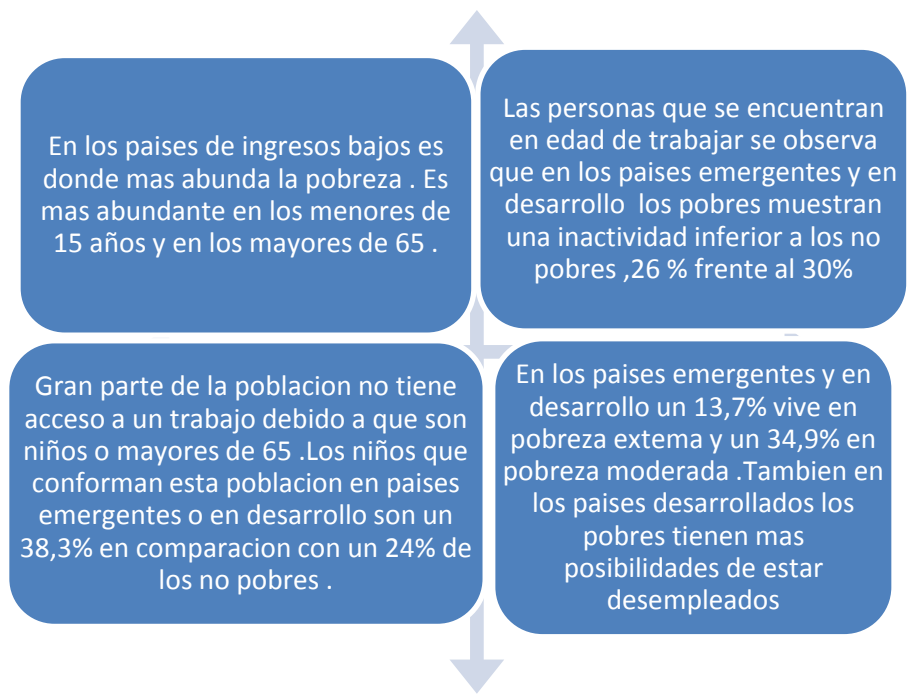 En los paises de ingresos bajos es
donde mas abunda la pobreza . Es
mas abundante en los menores de
15 años y en los mayores de 65 .
Las personas que se encuentran
en edad de trabajar se observa
que en los paises emergentes y en
desarrollo los pobres muestran
una inactividad inferior a los no
pobres ,26 % frente al 30%
Gran parte de la poblacion no tiene
acceso a un trabajo debido a que son
niños o mayores de 65 .Los niños que
conforman esta poblacion en paises
emergentes o en desarrollo son un
38,3% en comparacion con un 24% de
los no pobres .
En los paises emergentes y en
desarrollo un 13,7% vive en
pobreza extema y un 34,9% en
pobreza moderada .Tambien en
los paises desarrollados los
pobres tienen mas
posibilidades de estar
desempleados